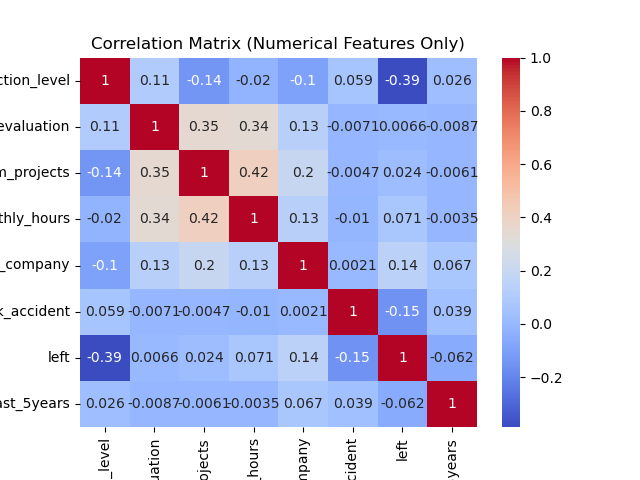 Correlation Matrix (Numerical Features Only)
ction_level 1 0.11 -0.14 -0.02 -0.1 0.059 -0.39 0.026
evaluation 0.11 1 0.35 0.34 0.13 -0.0071 0.0066 -0.0087
m_projects -0.14 0.35 1 0.42 0.2 -0.0047 0.024 -0.0061
thly_hours -0.02 0.34 0.42 1 0.13 -0.01 0.071 -0.0035
_company -0.1 0.13 0.2 0.13 1 0.0021 0.14 0.067
k_accident 0.059 -0.0071 -0.0047 -0.01 0.0021 1 -0.15 0.039
left -0.39 0.0066 0.024 0.071 0.14 -0.15 1 -0.062
ast_5years 0.026 -0.0087 -0.0061 -0.0035 0.067 0.039 -0.062 1
_level
uation
ojects
_hours
mpany
cident
left
years
1.0
0.8
0.6
0.4
0.2
0.0
−0.2